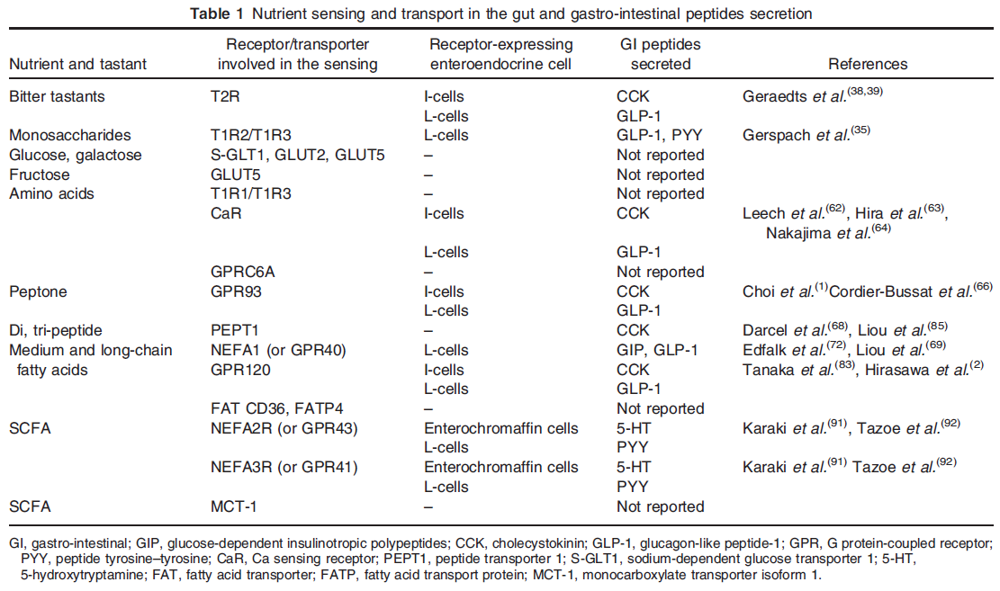 Table 1 Nutrient sensing and transport in the gut and gastro-intestinal peptides secretion
Nutrient and tastant Receptor/transporter involved in the sensing Receptor-expressing enteroendocrine cell GI peptides secreted References
Bitter tastants T2R I-cells CCK Geraedts et al.(38,39)
L-cells GLP-1
Monosaccharides T1R2/T1R3 L-cells GLP-1, PYY Gerspach et al.(35)
Glucose, galactose S-GLT1, GLUT2, GLUT5 – Not reported
Fructose GLUT5 – Not reported
Amino acids T1R1/T1R3 – Not reported
CaR I-cells CCK Leech et al.(62), Hira et al.(63),
Nakajima et al.(64)
L-cells GLP-1
GPRC6A – Not reported
Peptone GPR93 I-cells CCK Choi et al.(1)Cordier-Bussat et al.(66)
L-cells GLP-1
Di, tri-peptide PEPT1 – CCK Darcel et al.(68), Liou et al.(85)
Medium and long-chain NEFA1 (or GPR40) L-cells GIP, GLP-1 Edfalk et al.(72), Liou et al.(69)
fatty acids GPR120 I-cells CCK Tanaka et al.(83), Hirasawa et al.(2)
L-cells GLP-1
FAT CD36, FATP4 – Not reported
SCFA NEFA2R (or GPR43) Enterochromaffin cells 5-HT Karaki et al.(91), Tazoe et al.(92)
L-cells PYY
NEFA3R (or GPR41) Enterochromaffin cells 5-HT Karaki et al.(91) Tazoe et al.(92)
L-cells PYY
SCFA MCT-1 – Not reported
GI, gastro-intestinal; GIP, glucose-dependent insulinotropic polypeptides; CCK, cholecystokinin; GLP-1, glucagon-like peptide-1; GPR, G protein-coupled receptor;
PYY, peptide tyrosine–tyrosine; CaR, Ca sensing receptor; PEPT1, peptide transporter 1; S-GLT1, sodium-dependent glucose transporter 1; 5-HT,
5-hydroxytryptamine; FAT, fatty acid transporter; FATP, fatty acid transport protein; MCT-1, monocarboxylate transporter isoform 1.